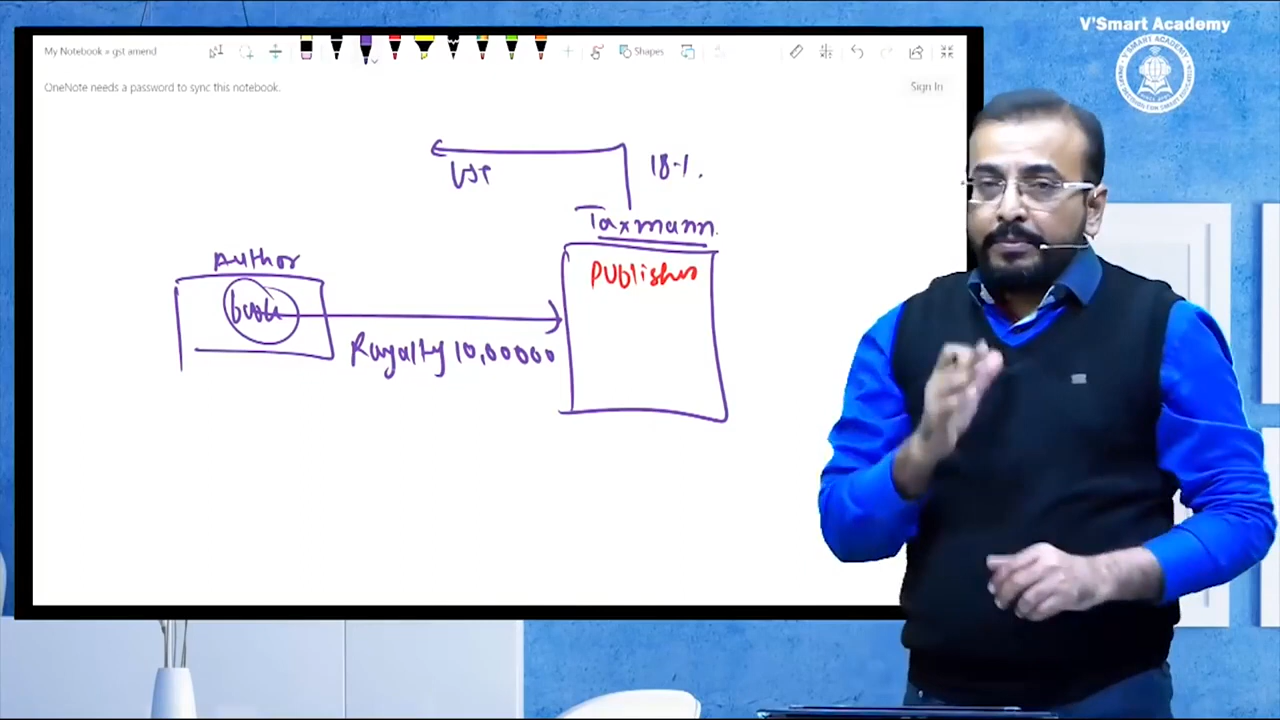 V'Smart Academy
My Notebook » gst amend
Shapes
OneNote needs a password to sync this notebook.
Sign In
GST
18%.
Taxmann.
Author
Publisher
book
Royalty 10,00000